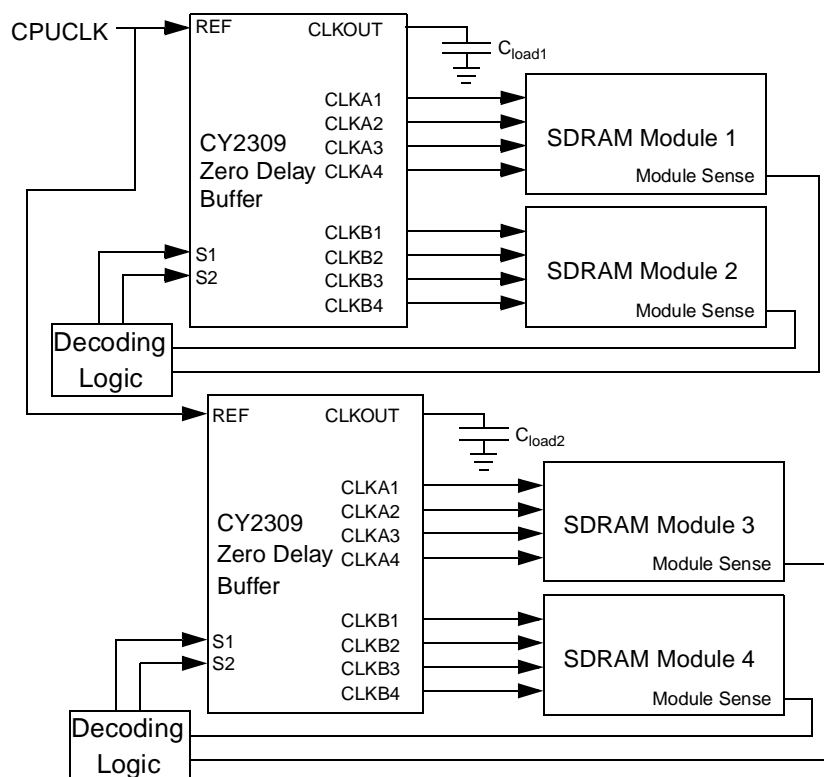 CPUCLK
REF
CLKOUT
Cload1
CLKA1
CLKA2
CLKA3
CLKA4
CY2309
Zero Delay
Buffer
SDRAM Module 1
Module Sense
CLKB1
CLKB2
CLKB3
CLKB4
S1
S2
SDRAM Module 2
Module Sense
Decoding
Logic
REF
CLKOUT
Cload2
CLKA1
CLKA2
CLKA3
CLKA4
CY2309
Zero Delay
Buffer
SDRAM Module 3
Module Sense
CLKB1
CLKB2
CLKB3
CLKB4
S1
S2
SDRAM Module 4
Module Sense
Decoding
Logic